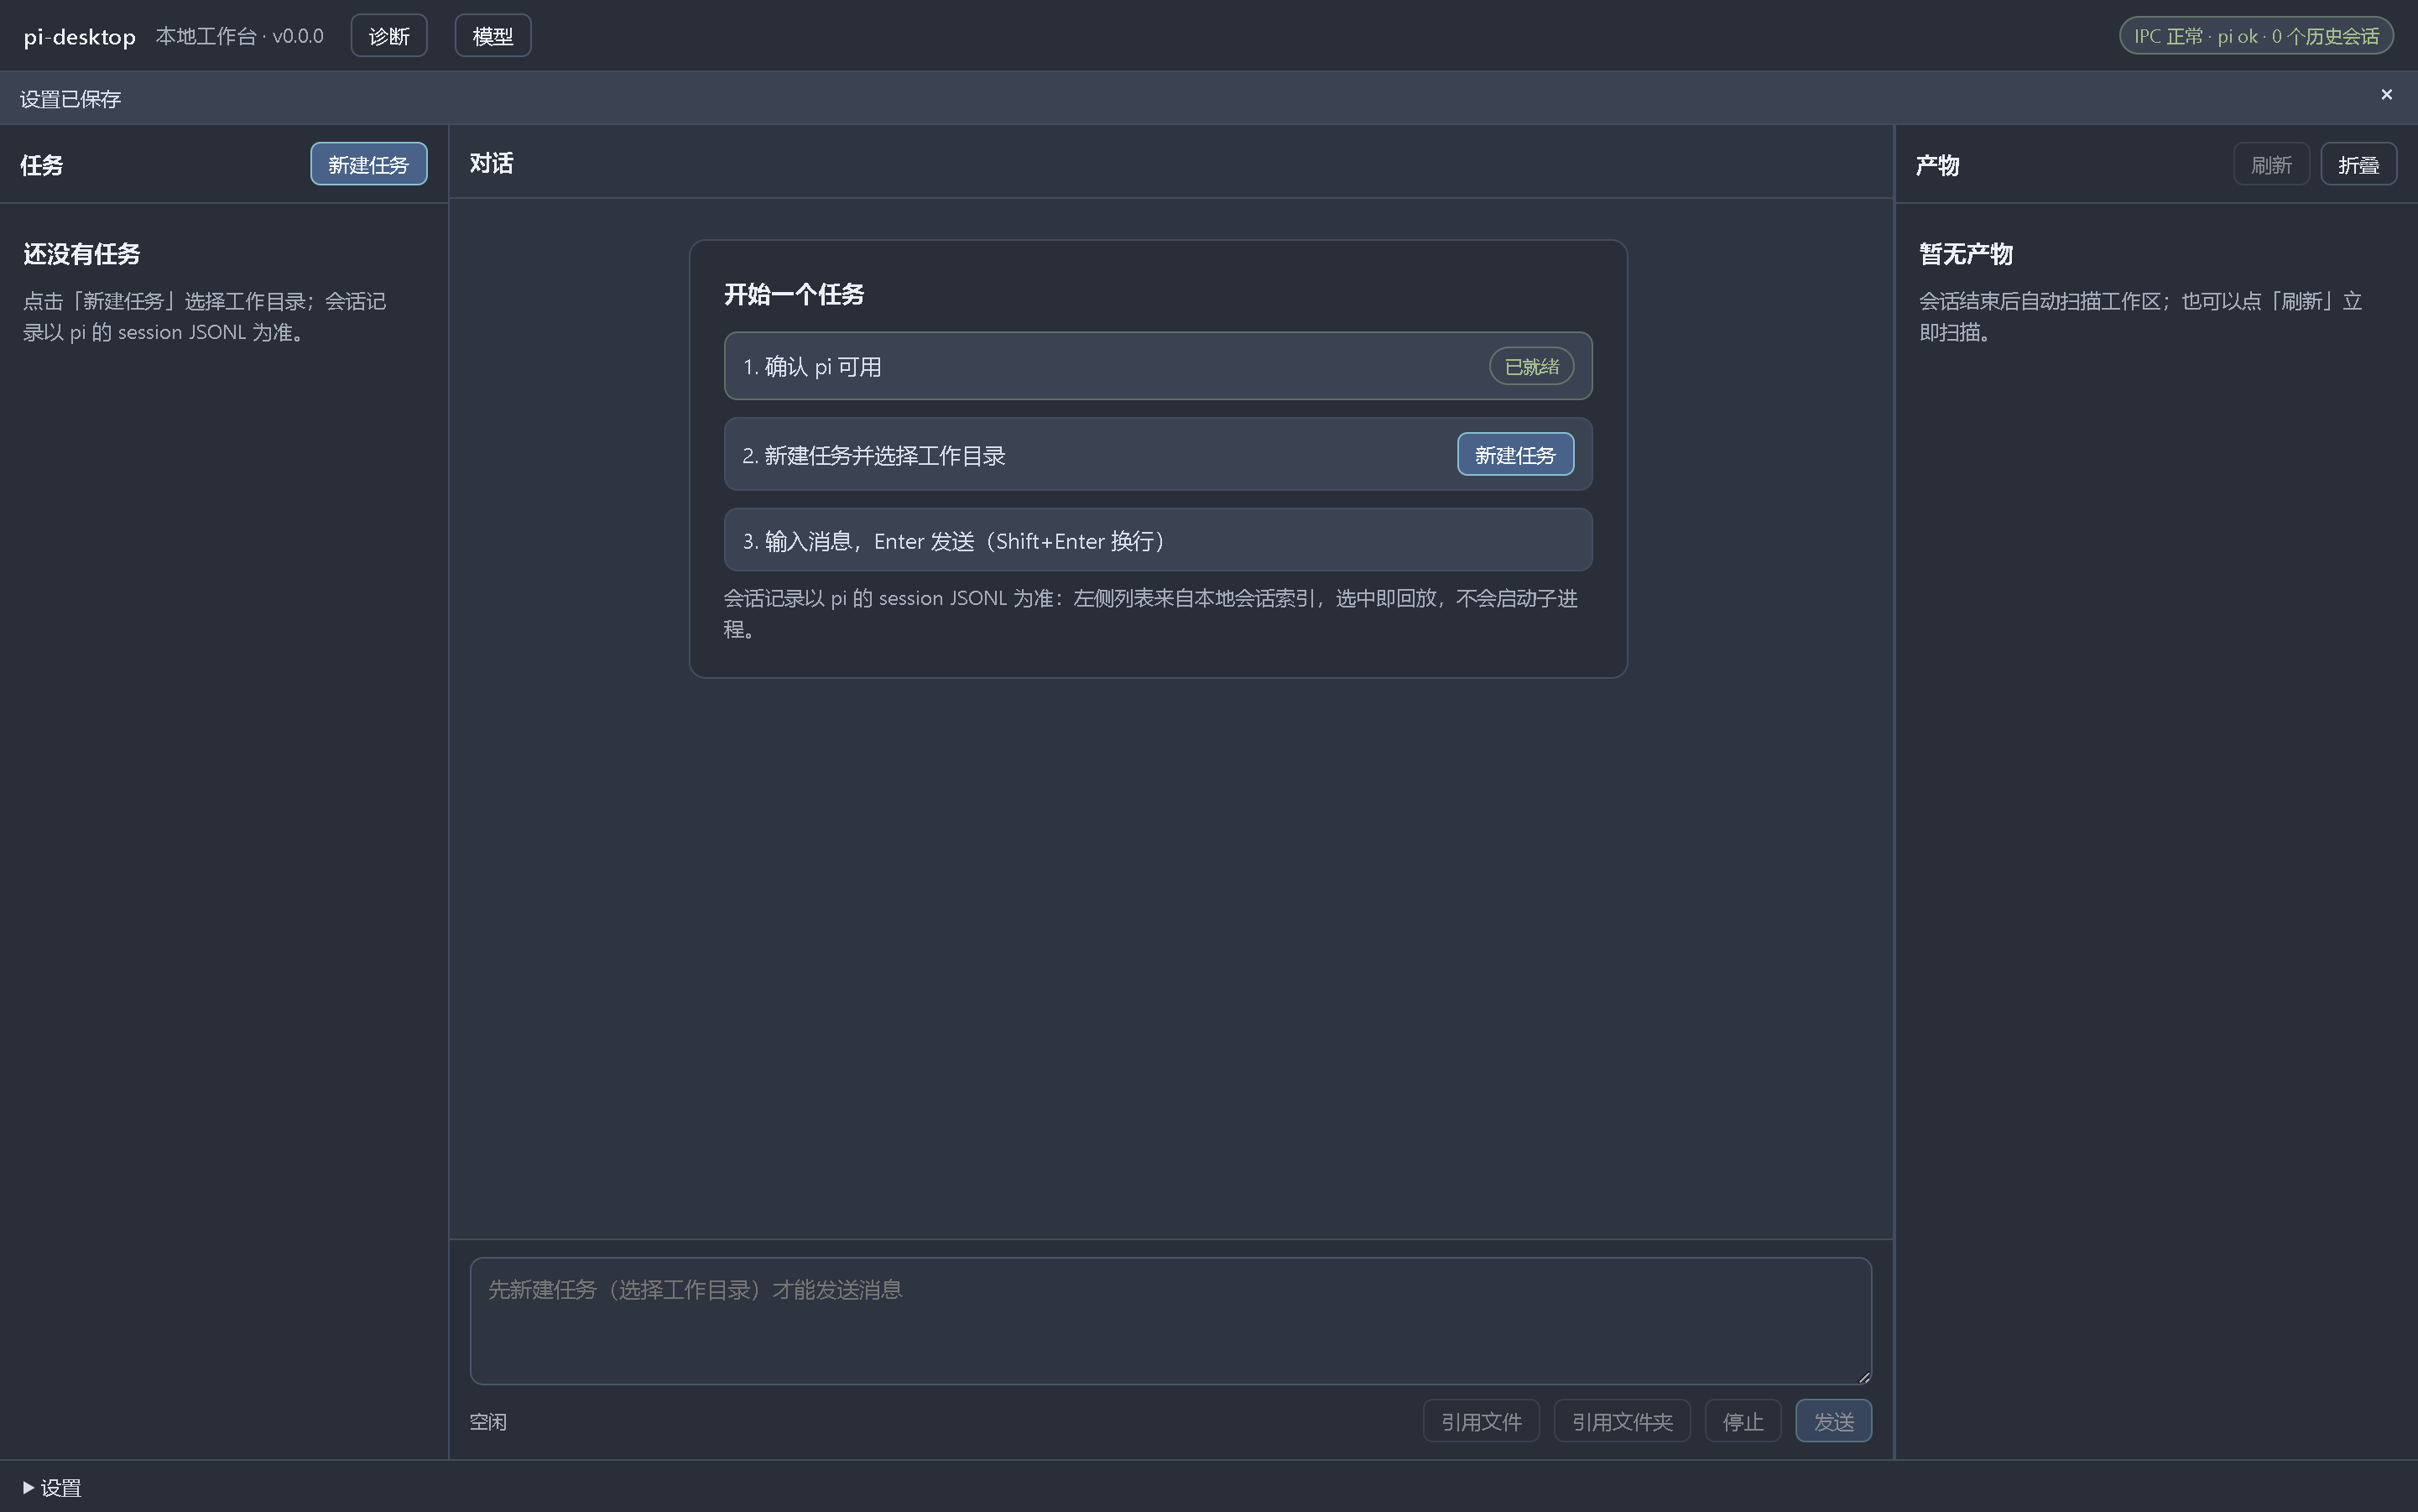 pi-desktop 本地工作台 · v0.0.0 诊断 模型 IPC 正常 · pi ok · 0 个历史会话
设置已保存 ×
任务 新建任务
还没有任务
点击「新建任务」选择工作目录；会话记
录以 pi 的 session JSONL 为准。
对话
开始一个任务
1. 确认 pi 可用 已就绪
2. 新建任务并选择工作目录 新建任务
3. 输入消息，Enter 发送（Shift+Enter 换行）
会话记录以 pi 的 session JSONL 为准：左侧列表来自本地会话索引，选中即回放，不会启动子进
程。
先新建任务（选择工作目录）才能发送消息
空闲 引用文件 引用文件夹 停止 发送
产物 刷新 折叠
暂无产物
会话结束后自动扫描工作区；也可以点「刷新」立
即扫描。
▶ 设置